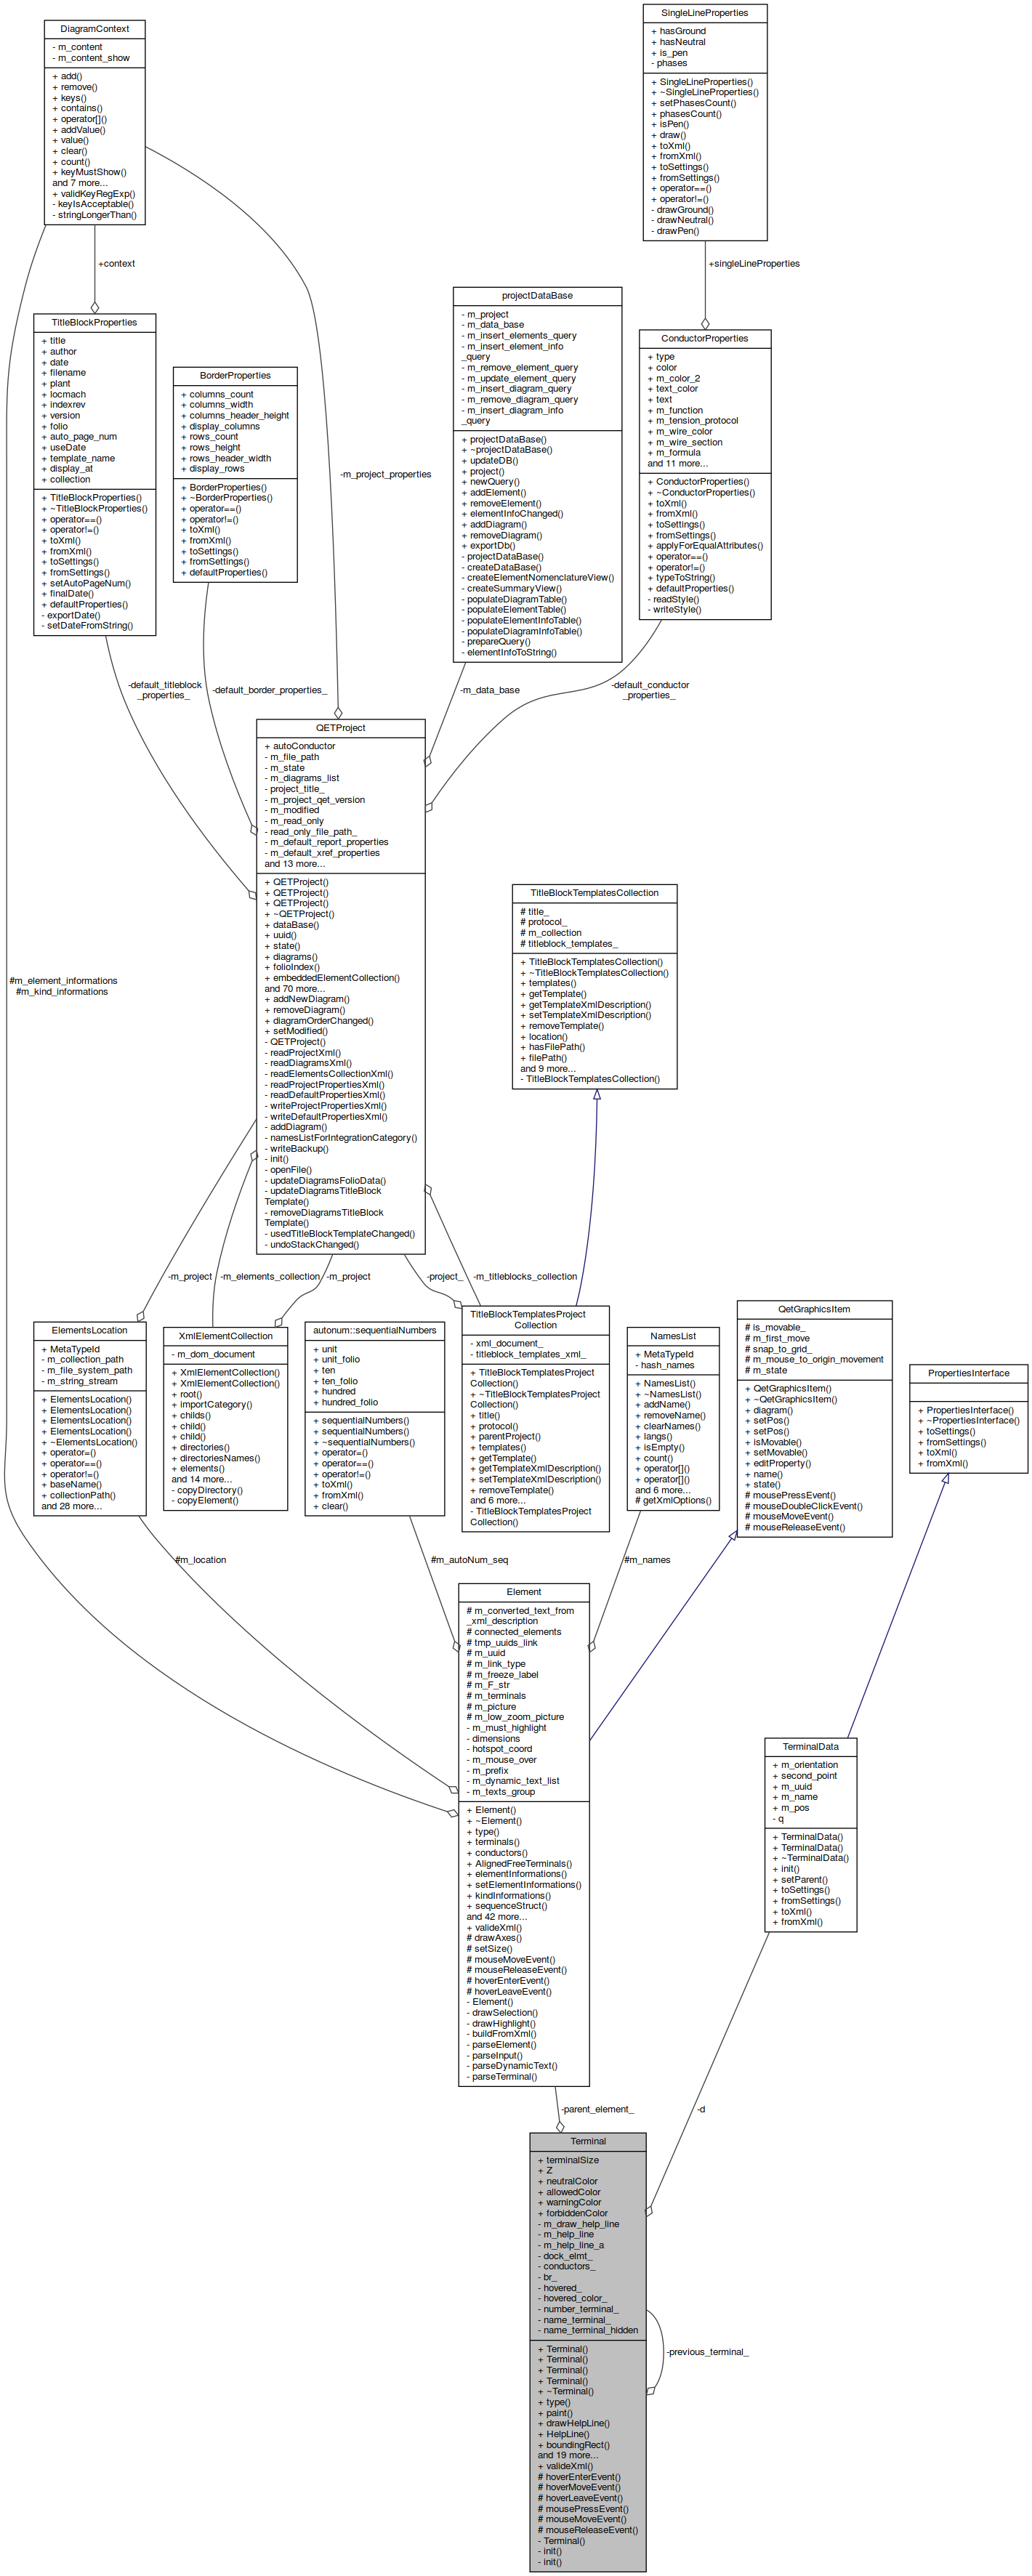 DiagramContext
- m_content
- m_content_show
+ add()
+ remove()
+ keys()
+ contains()
+ operator[]()
+ addValue()
+ value()
+ clear()
+ count()
+ keyMustShow()
and 7 more...
+ validKeyRegExp()
- keyIsAcceptable()
- stringLongerThan()
SingleLineProperties
+ hasGround
+ hasNeutral
+ is_pen
- phases
+ SingleLineProperties()
+ ~SingleLineProperties()
+ setPhasesCount()
+ phasesCount()
+ isPen()
+ draw()
+ toXml()
+ fromXml()
+ toSettings()
+ fromSettings()
+ operator==()
+ operator!=()
- drawGround()
- drawNeutral()
- drawPen()
+context
+singleLineProperties
TitleBlockProperties
+ title
+ author
+ date
+ filename
+ plant
+ locmach
+ indexrev
+ version
+ folio
+ auto_page_num
+ useDate
+ template_name
+ display_at
+ collection
+ TitleBlockProperties()
+ ~TitleBlockProperties()
+ operator==()
+ operator!=()
+ toXml()
+ fromXml()
+ toSettings()
+ fromSettings()
+ setAutoPageNum()
+ finalDate()
+ defaultProperties()
- exportDate()
- setDateFromString()
BorderProperties
+ columns_count
+ columns_width
+ columns_header_height
+ display_columns
+ rows_count
+ rows_height
+ rows_header_width
+ display_rows
+ BorderProperties()
+ ~BorderProperties()
+ operator==()
+ operator!=()
+ toXml()
+ fromXml()
+ toSettings()
+ fromSettings()
+ defaultProperties()
-m_project_properties
projectDataBase
- m_project
- m_data_base
- m_insert_elements_query
- m_insert_element_info
_query
- m_remove_element_query
- m_update_element_query
- m_insert_diagram_query
- m_remove_diagram_query
- m_insert_diagram_info
_query
+ projectDataBase()
+ ~projectDataBase()
+ updateDB()
+ project()
+ newQuery()
+ addElement()
+ removeElement()
+ elementInfoChanged()
+ addDiagram()
+ removeDiagram()
+ exportDb()
- projectDataBase()
- createDataBase()
- createElementNomenclatureView()
- createSummaryView()
- populateDiagramTable()
- populateElementTable()
- populateElementInfoTable()
- populateDiagramInfoTable()
- prepareQuery()
- elementInfoToString()
ConductorProperties
+ type
+ color
+ m_color_2
+ text_color
+ text
+ m_function
+ m_tension_protocol
+ m_wire_color
+ m_wire_section
+ m_formula
and 11 more...
+ ConductorProperties()
+ ~ConductorProperties()
+ toXml()
+ fromXml()
+ toSettings()
+ fromSettings()
+ applyForEqualAttributes()
+ operator==()
+ operator!=()
+ typeToString()
+ defaultProperties()
- readStyle()
- writeStyle()
-default_titleblock
_properties_
-default_border_properties_
-m_data_base
-default_conductor
_properties_
QETProject
+ autoConductor
- m_file_path
- m_state
- m_diagrams_list
- project_title_
- m_project_qet_version
- m_modified
- m_read_only
- read_only_file_path_
- m_default_report_properties
- m_default_xref_properties
and 13 more...
+ QETProject()
+ QETProject()
+ QETProject()
+ ~QETProject()
+ dataBase()
+ uuid()
+ state()
+ diagrams()
+ folioIndex()
+ embeddedElementCollection()
and 70 more...
+ addNewDiagram()
+ removeDiagram()
+ diagramOrderChanged()
+ setModified()
- QETProject()
- readProjectXml()
- readDiagramsXml()
- readElementsCollectionXml()
- readProjectPropertiesXml()
- readDefaultPropertiesXml()
- writeProjectPropertiesXml()
- writeDefaultPropertiesXml()
- addDiagram()
- namesListForIntegrationCategory()
- writeBackup()
- init()
- openFile()
- updateDiagramsFolioData()
- updateDiagramsTitleBlock
Template()
- removeDiagramsTitleBlock
Template()
- usedTitleBlockTemplateChanged()
- undoStackChanged()
TitleBlockTemplatesCollection
# title_
# protocol_
# m_collection
# titleblock_templates_
+ TitleBlockTemplatesCollection()
+ ~TitleBlockTemplatesCollection()
+ templates()
+ getTemplate()
+ getTemplateXmlDescription()
+ setTemplateXmlDescription()
+ removeTemplate()
+ location()
+ hasFilePath()
+ filePath()
and 9 more...
- TitleBlockTemplatesCollection()
#m_element_informations
#m_kind_informations
-m_project
-m_elements_collection
-m_project
-project_
-m_titleblocks_collection
ElementsLocation
+ MetaTypeId
- m_collection_path
- m_file_system_path
- m_string_stream
+ ElementsLocation()
+ ElementsLocation()
+ ElementsLocation()
+ ElementsLocation()
+ ~ElementsLocation()
+ operator=()
+ operator==()
+ operator!=()
+ baseName()
+ collectionPath()
and 28 more...
XmlElementCollection
- m_dom_document
+ XmlElementCollection()
+ XmlElementCollection()
+ root()
+ importCategory()
+ childs()
+ child()
+ child()
+ directories()
+ directoriesNames()
+ elements()
and 14 more...
- copyDirectory()
- copyElement()
autonum::sequentialNumbers
+ unit
+ unit_folio
+ ten
+ ten_folio
+ hundred
+ hundred_folio
+ sequentialNumbers()
+ sequentialNumbers()
+ ~sequentialNumbers()
+ operator=()
+ operator==()
+ operator!=()
+ toXml()
+ fromXml()
+ clear()
TitleBlockTemplatesProject
Collection
- xml_document_
- titleblock_templates_xml_
+ TitleBlockTemplatesProject
Collection()
+ ~TitleBlockTemplatesProject
Collection()
+ title()
+ protocol()
+ parentProject()
+ templates()
+ getTemplate()
+ getTemplateXmlDescription()
+ setTemplateXmlDescription()
+ removeTemplate()
and 6 more...
- TitleBlockTemplatesProject
Collection()
NamesList
+ MetaTypeId
- hash_names
+ NamesList()
+ ~NamesList()
+ addName()
+ removeName()
+ clearNames()
+ langs()
+ isEmpty()
+ count()
+ operator[]()
+ operator[]()
and 6 more...
# getXmlOptions()
QetGraphicsItem
# is_movable_
# m_first_move
# snap_to_grid_
# m_mouse_to_origin_movement
# m_state
+ QetGraphicsItem()
+ ~QetGraphicsItem()
+ diagram()
+ setPos()
+ setPos()
+ isMovable()
+ setMovable()
+ editProperty()
+ name()
+ state()
# mousePressEvent()
# mouseDoubleClickEvent()
# mouseMoveEvent()
# mouseReleaseEvent()
PropertiesInterface
+ PropertiesInterface()
+ ~PropertiesInterface()
+ toSettings()
+ fromSettings()
+ toXml()
+ fromXml()
#m_location
#m_autoNum_seq
#m_names
Element
# m_converted_text_from
_xml_description
# connected_elements
# tmp_uuids_link
# m_uuid
# m_link_type
# m_freeze_label
# m_F_str
# m_terminals
# m_picture
# m_low_zoom_picture
- m_must_highlight
- dimensions
- hotspot_coord
- m_mouse_over
- m_prefix
- m_dynamic_text_list
- m_texts_group
+ Element()
+ ~Element()
+ type()
+ terminals()
+ conductors()
+ AlignedFreeTerminals()
+ elementInformations()
+ setElementInformations()
+ kindInformations()
+ sequenceStruct()
and 42 more...
+ valideXml()
# drawAxes()
# setSize()
# mouseMoveEvent()
# mouseReleaseEvent()
# hoverEnterEvent()
# hoverLeaveEvent()
- Element()
- drawSelection()
- drawHighlight()
- buildFromXml()
- parseElement()
- parseInput()
- parseDynamicText()
- parseTerminal()
TerminalData
+ m_orientation
+ second_point
+ m_uuid
+ m_name
+ m_pos
- q
+ TerminalData()
+ TerminalData()
+ ~TerminalData()
+ init()
+ setParent()
+ toSettings()
+ fromSettings()
+ toXml()
+ fromXml()
-parent_element_
-d
Terminal
+ terminalSize
+ Z
+ neutralColor
+ allowedColor
+ warningColor
+ forbiddenColor
- m_draw_help_line
- m_help_line
- m_help_line_a
- dock_elmt_
- conductors_
- br_
- hovered_
- hovered_color_
- number_terminal_
- name_terminal_
- name_terminal_hidden
+ Terminal()
+ Terminal()
+ Terminal()
+ Terminal()
+ ~Terminal()
+ type()
+ paint()
+ drawHelpLine()
+ HelpLine()
+ boundingRect()
and 19 more...
+ valideXml()
# hoverEnterEvent()
# hoverMoveEvent()
# hoverLeaveEvent()
# mousePressEvent()
# mouseMoveEvent()
# mouseReleaseEvent()
- Terminal()
- init()
- init()
-previous_terminal_